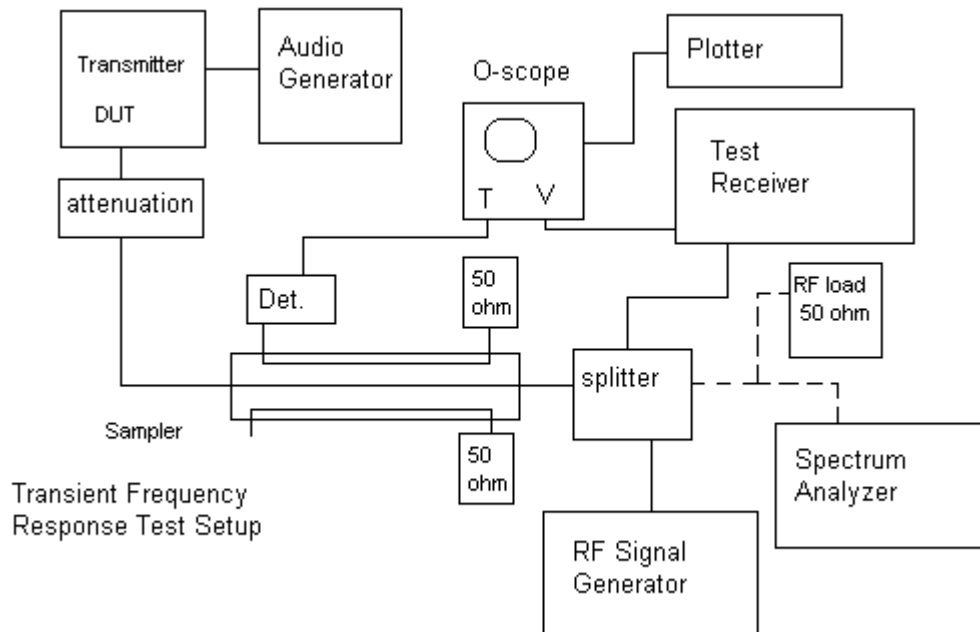 Transmitter
DUT
Audio
Generator
O-scope
Plotter
T V
Test
Receiver
attenuation
Det.
50
ohm
RF load
50 ohm
splitter
Sampler
50
ohm
Spectrum
Analyzer
Transient Frequency
Response Test Setup
RF Signal
Generator